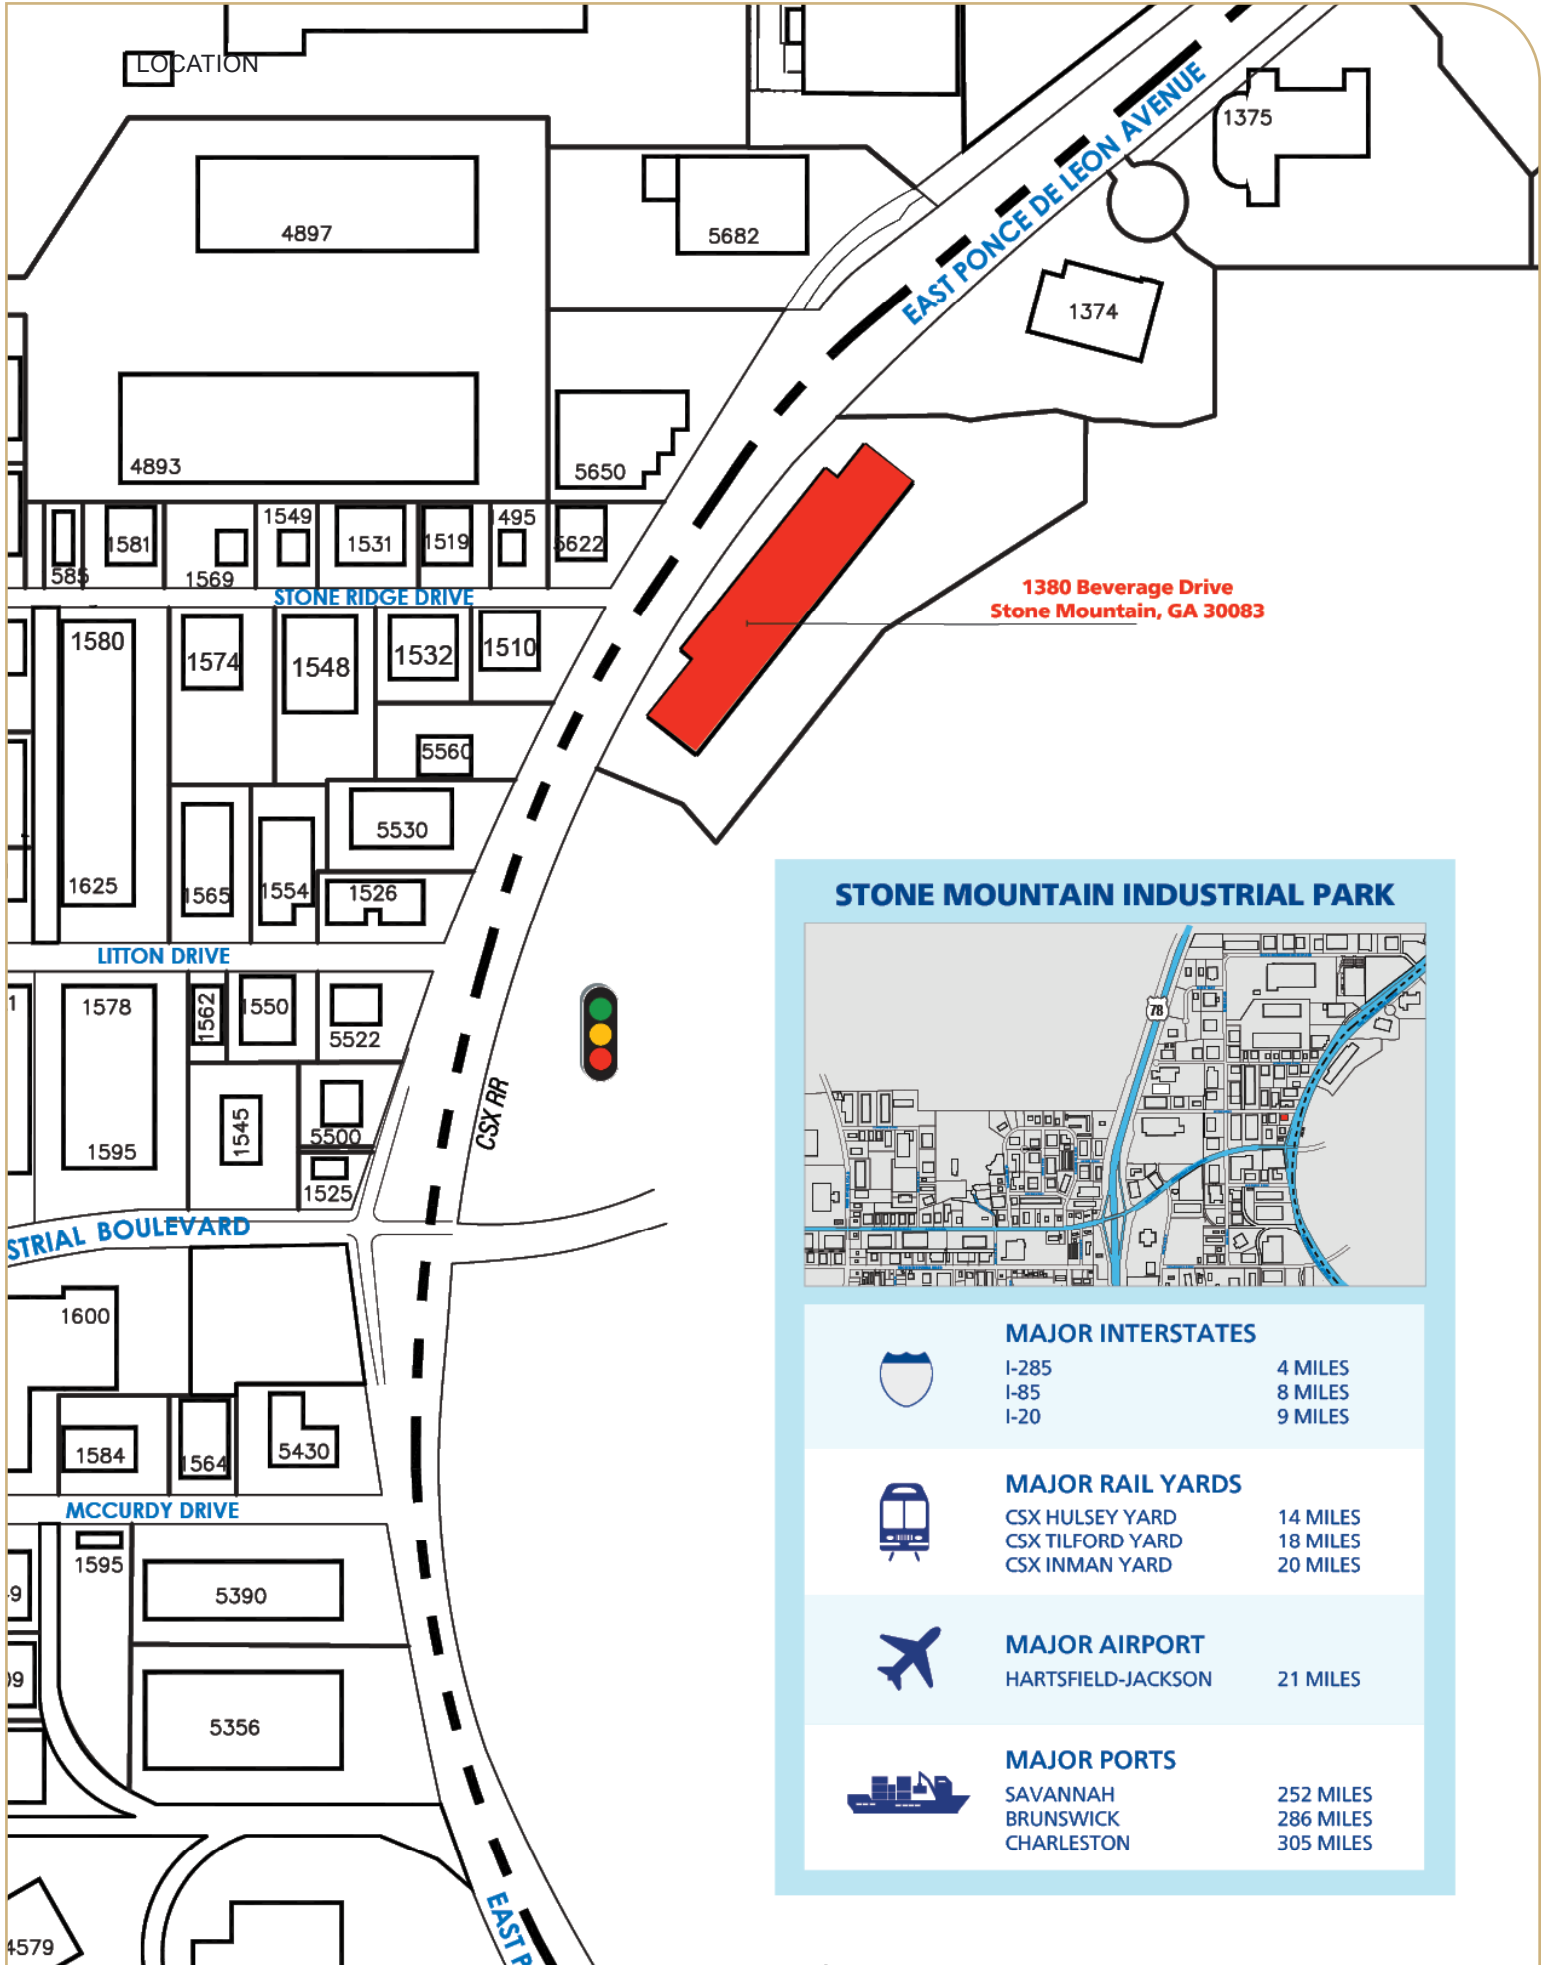 LOCATION
EAST PONCE DE LEON AVENUE
1375
4897
5682
1374
4893
5650
1581
1569
1549
1531
1519
STONE RIDGE DRIVE
1380 Beverage Drive
Stone Mountain, GA 30083
1580
1574
1548
1532
1510
5560
5530
1625
1565
1554
1526
LITTON DRIVE
1578
1562
1550
5522
CSX RR
1545
5500
1595
1525
STRIAL BOULEVARD
1600
1584
1564
5430
MCCURDY DRIVE
1595
5390
5356
4579
EAST P
STONE MOUNTAIN INDUSTRIAL PARK
78
MAJOR INTERSTATES
I-285 4 MILES
I-85 8 MILES
I-20 9 MILES
MAJOR RAIL YARDS
CSX HULSEY YARD 14 MILES
CSX TILFORD YARD 18 MILES
CSX INMAN YARD 20 MILES
MAJOR AIRPORT
HARTSFIELD-JACKSON 21 MILES
MAJOR PORTS
SAVANNAH 252 MILES
BRUNSWICK 286 MILES
CHARLESTON 305 MILES